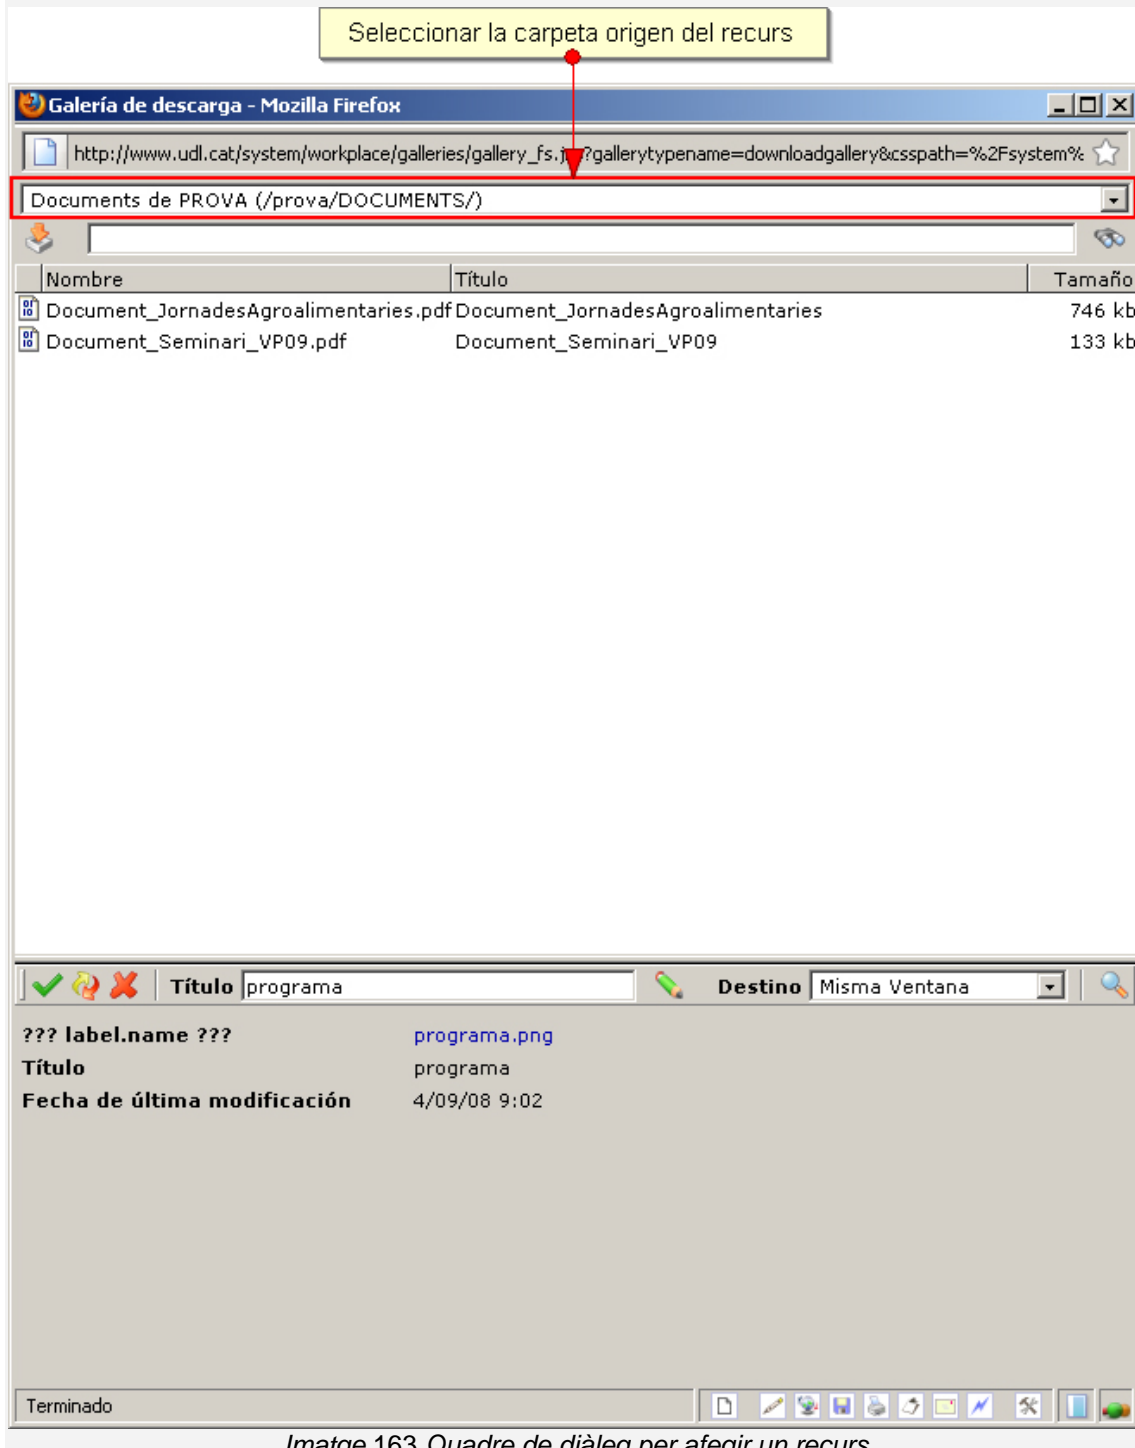 Seleccionar la carpeta origen del recurs
Galería de descarga - Mozilla Firefox
http://www.udl.cat/system/workplace/galleries/gallery_fs.j ?gallerytypename=downloadgallery&csspath=%2Fsystem%
Documents de PROVA (/prova/DOCUMENTS/)
Nombre Título Tamaño
Document_JornadesAgroalimentaries.pdf Document_JornadesAgroalimentaries 746 kb
Document_Seminari_VP09.pdf Document_Seminari_VP09 133 kb
Título programa Destino Misma Ventana
??? label.name ??? programa.png
Título programa
Fecha de última modificación 4/09/08 9:02
Terminado
Imatge 163 Quadre de diàleg per afegir un recurs